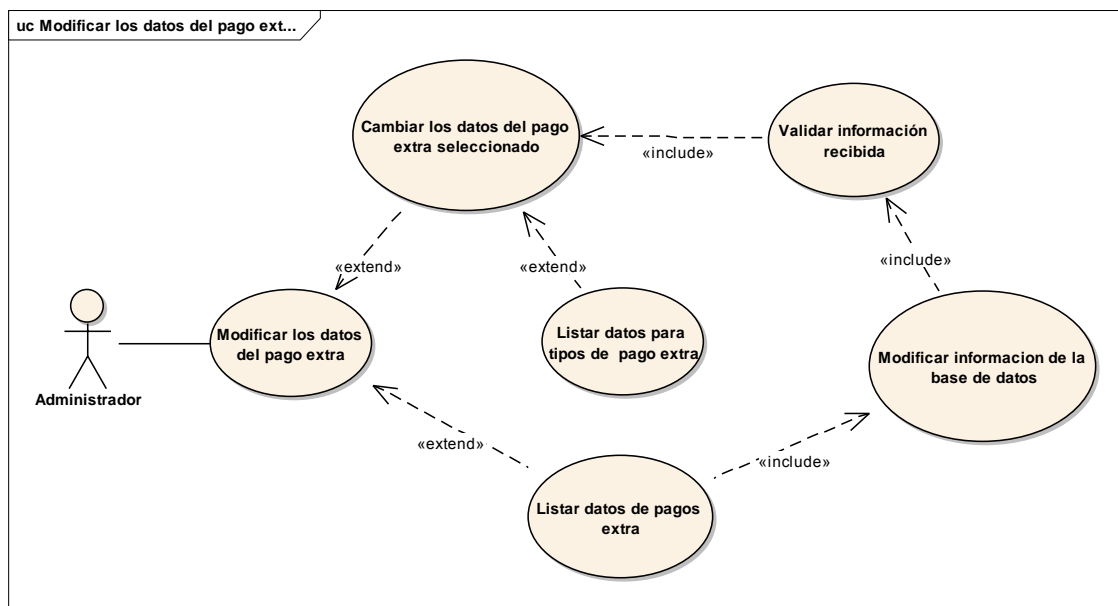 uc Modificar los datos del pago ext...
Cambiar los datos del pago
extra seleccionado
Validar información
recibida
«include»
«extend»
«extend»
«include»
Modificar los datos
del pago extra
Listar datos para
tipos de pago extra
Modificar informacion de la
base de datos
Administrador
«extend»
«include»
Listar datos de pagos
extra